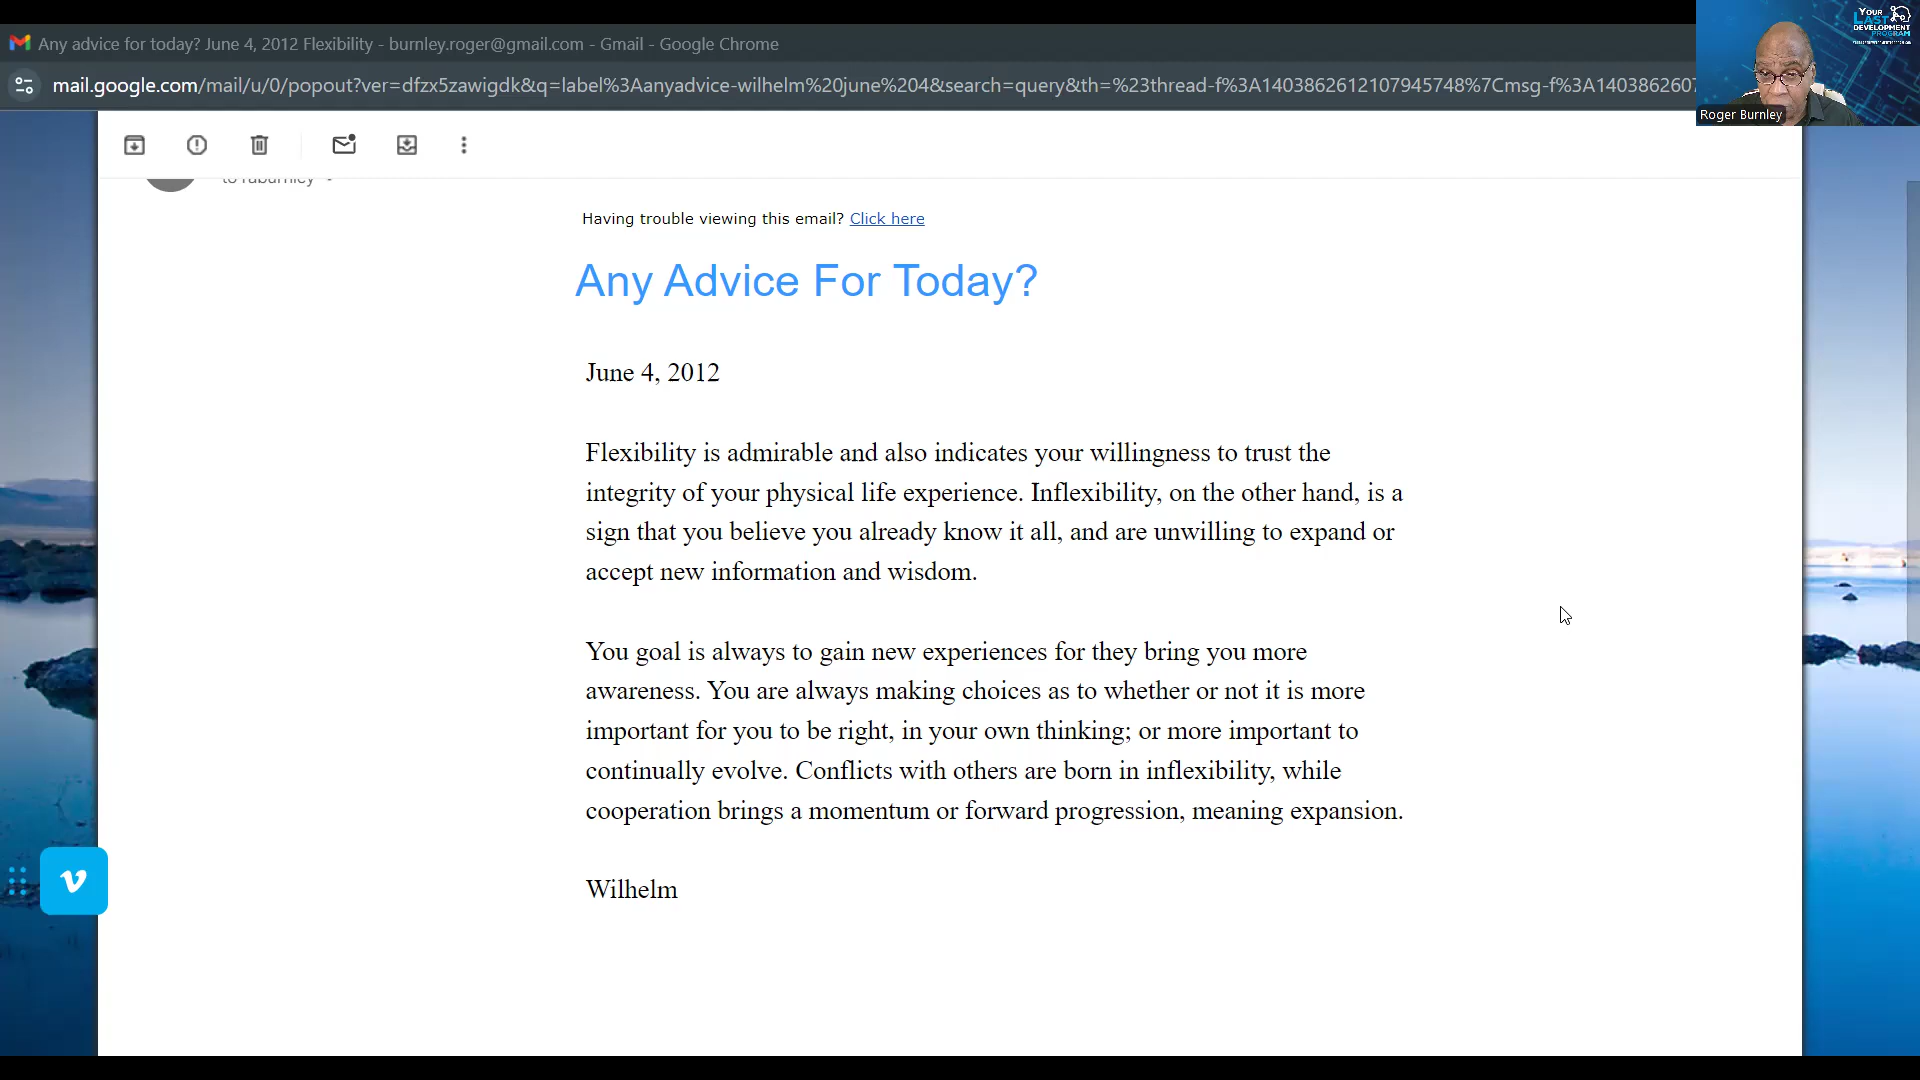 Any advice for today? June 4, 2012 Flexibility - burnley.roger@gmail.com - Gmail - Google Chrome
mail.google.com/mail/u/0/popout?ver=dfzx5zawigdk&q=label%3Aanyadvice-wilhelm%20june%204&search=query&th=%23thread-f%3A1403862612107945748%7Cmsg-f%3A140386260
YOUR
LAST
DEVELOPMENT
PROGRAM
Roger Burnley
to raburnley
Having trouble viewing this email? Click here
Any Advice For Today?
June 4, 2012
Flexibility is admirable and also indicates your willingness to trust the
integrity of your physical life experience. Inflexibility, on the other hand, is a
sign that you believe you already know it all, and are unwilling to expand or
accept new information and wisdom.
You goal is always to gain new experiences for they bring you more
awareness. You are always making choices as to whether or not it is more
important for you to be right, in your own thinking; or more important to
continually evolve. Conflicts with others are born in inflexibility, while
cooperation brings a momentum or forward progression, meaning expansion.
Wilhelm